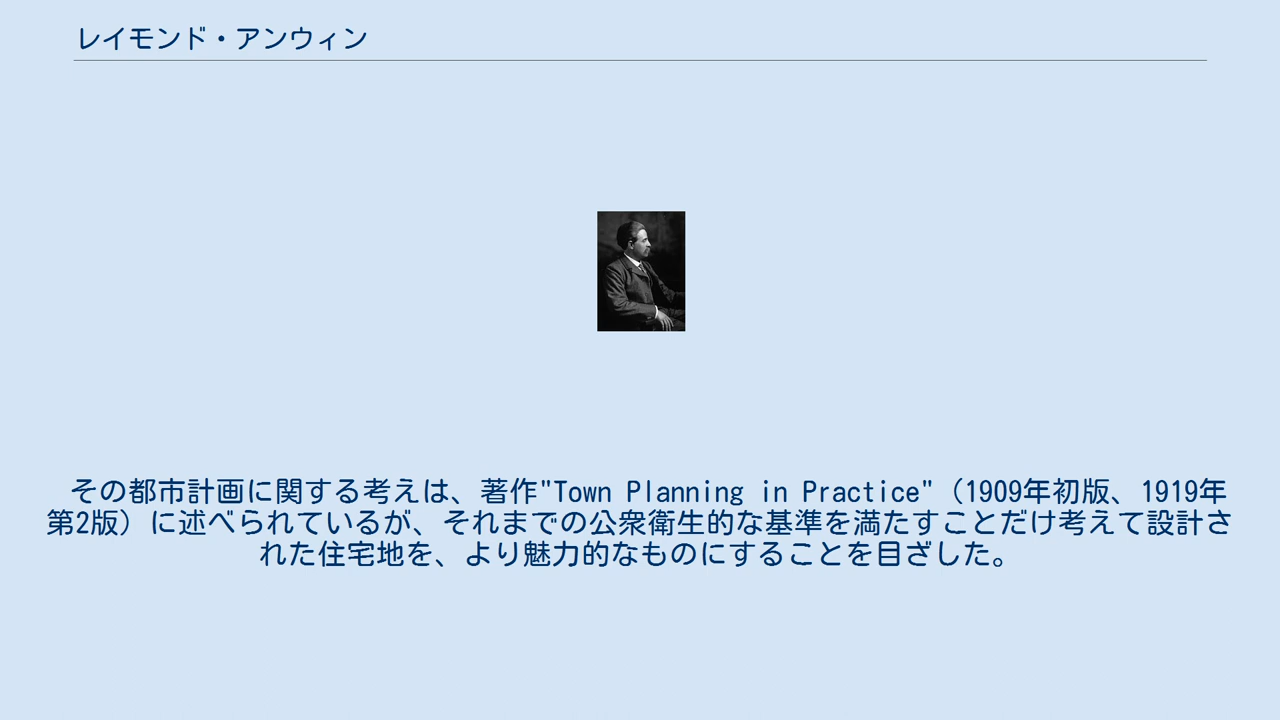 レイモンド・アンウィン
その都市計画に関する考えは、著作"Town Planning in Practice"（1909年初版、1919年
第2版）に述べられているが、それまでの公衆衛生的な基準を満たすことだけ考えて設計さ
れた住宅地を、より魅力的なものにすることを目ざした。